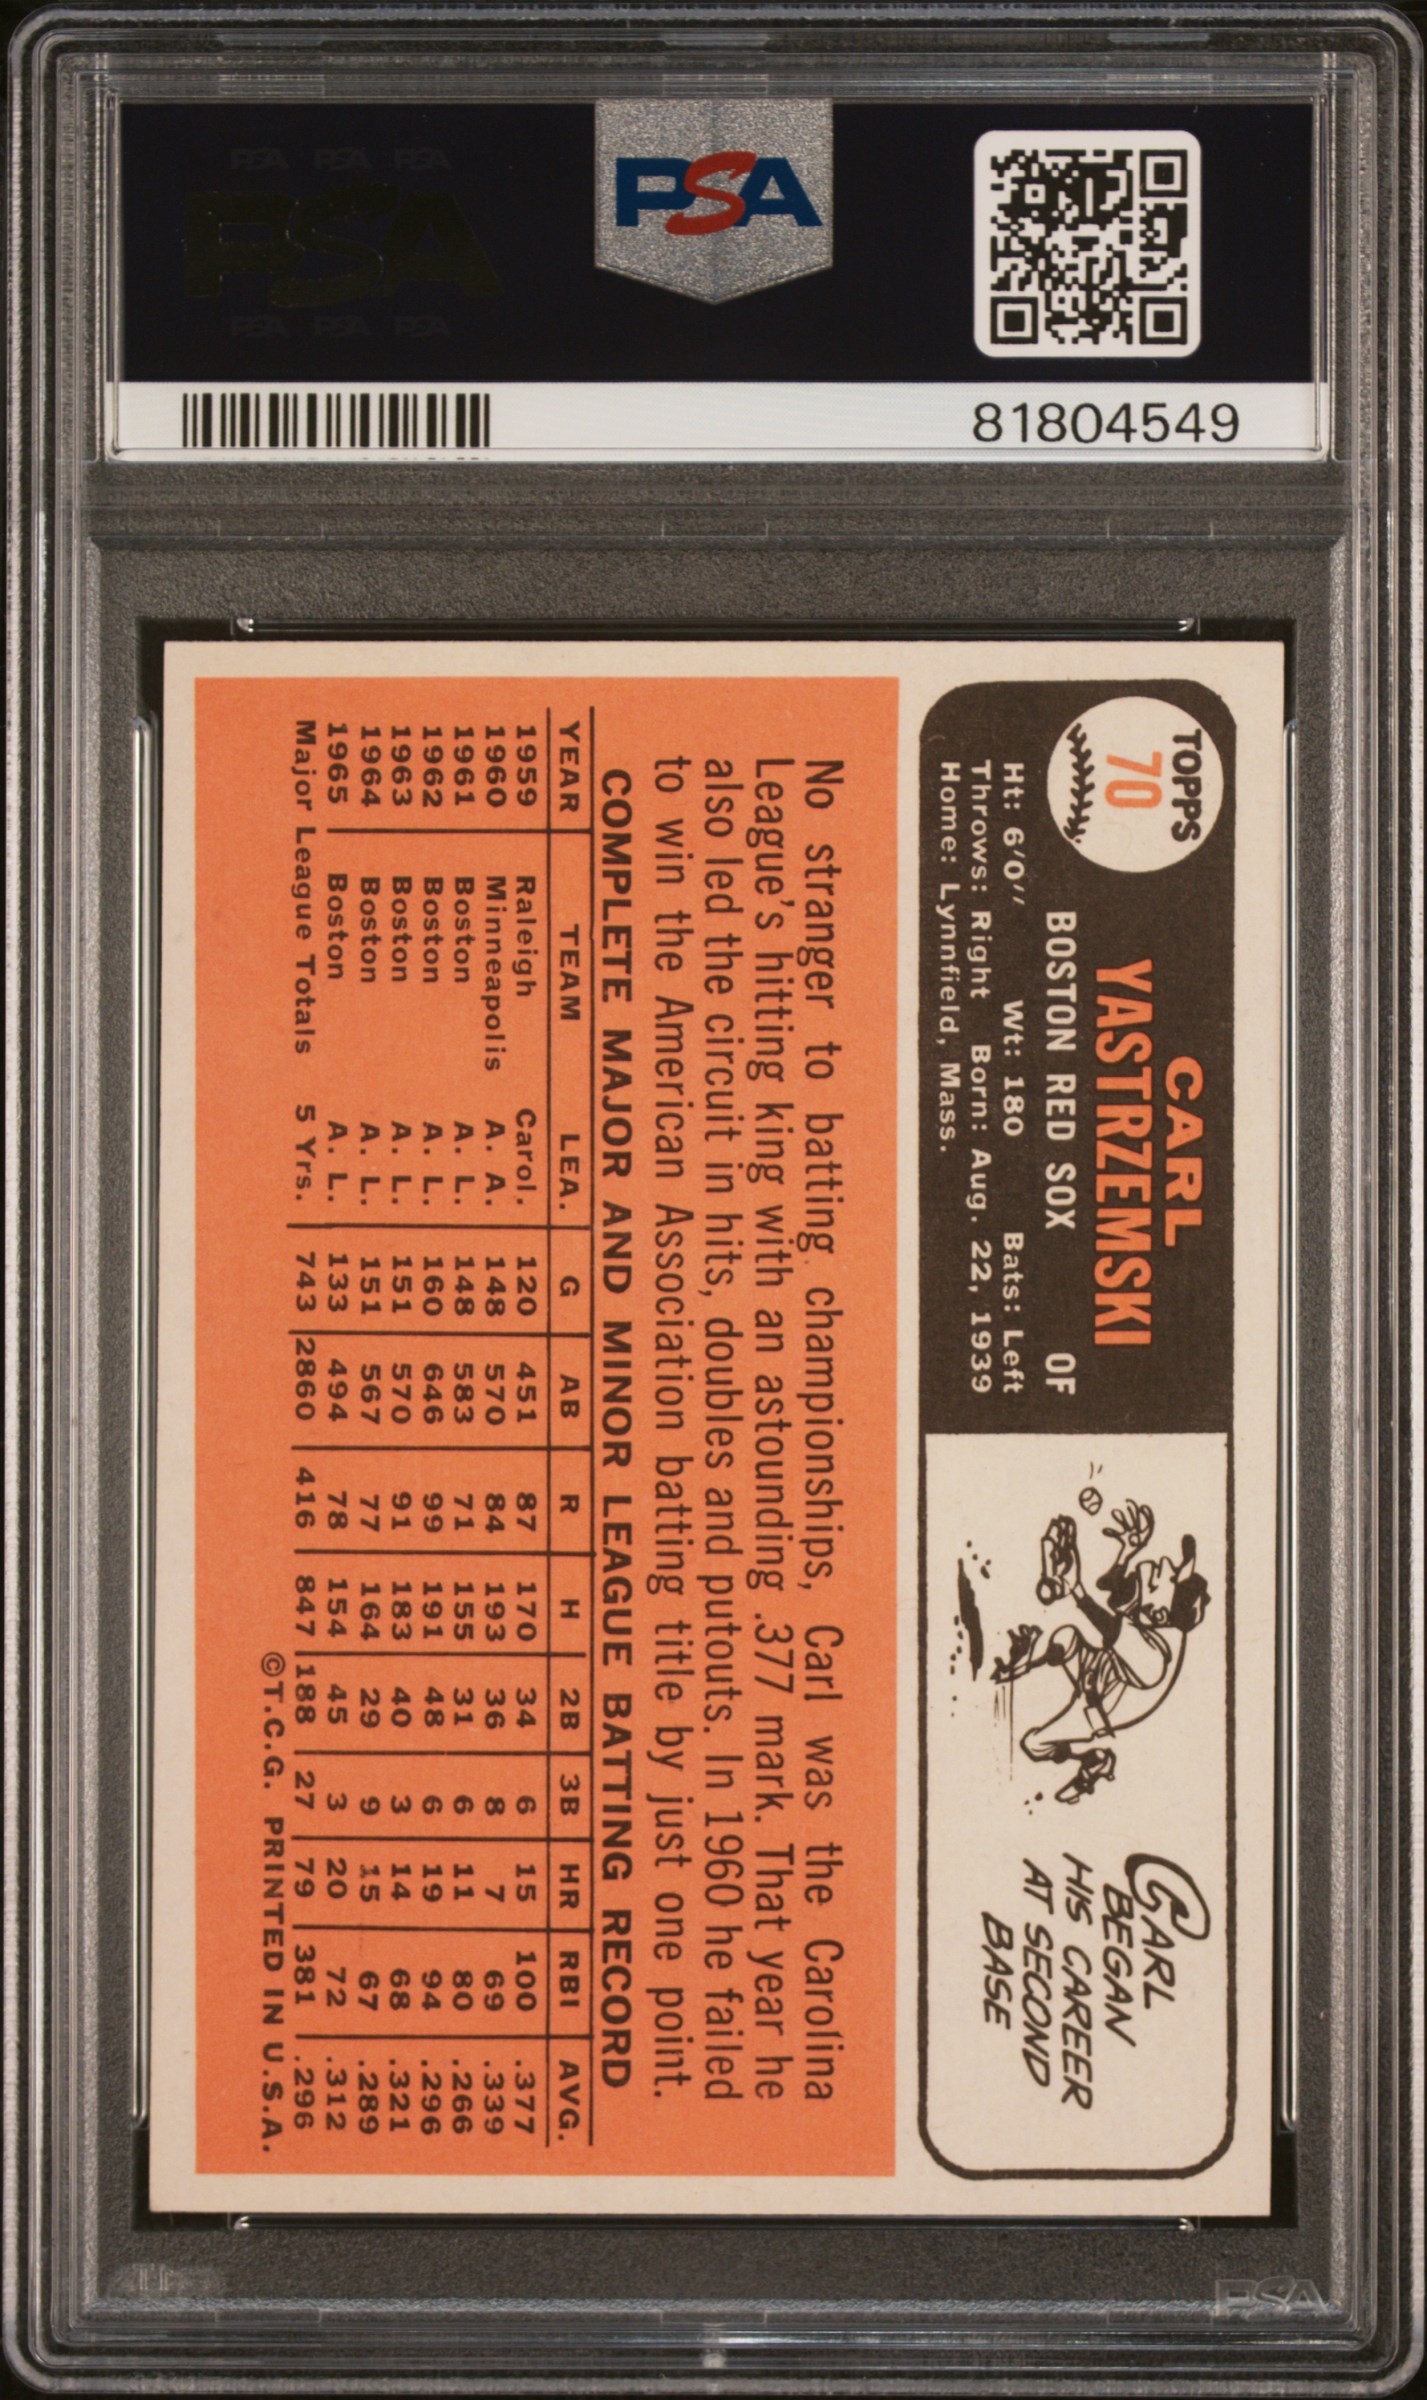 PSA PSA PSA
PSA
PSA PSA PSA
PSA
81804549
TOPPS
70
CARL
YASTRZEMSKI
BOSTON RED SOX OF
Ht: 6'0'' Wt: 180 Bats: Left
Throws: Right Born: Aug. 22, 1939
Home: Lynnfield, Mass.
CARL
BEGAN
HIS CAREER
AT SECOND
BASE
No stranger to batting championships, Carl was the Carolina
League's hitting king with an astounding .377 mark. That year he
also led the circuit in hits, doubles and putouts. In 1960 he failed
to win the American Association batting title by just one point.
COMPLETE MAJOR AND MINOR LEAGUE BATTING RECORD
YEAR TEAM LEA. G AB R H 2B 3B HR RBI AVG.
1959 Raleigh Carol. 120 451 87 170 34 6 15 100 .377
1960 Minneapolis A. A. 148 570 84 193 36 8 7 69 .339
1961 Boston A. L. 148 583 71 155 31 6 11 80 .266
1962 Boston A. L. 160 646 99 191 48 6 19 94 .296
1963 Boston A. L. 151 570 91 183 40 3 14 68 .321
1964 Boston A. L. 151 567 77 164 29 9 15 67 .289
1965 Boston A. L. 133 494 78 154 45 3 20 72 .312
Major League Totals 5 Yrs. 743 2860 416 847 188 27 79 381 .296
©T.C.G. PRINTED IN U.S.A.
PSA